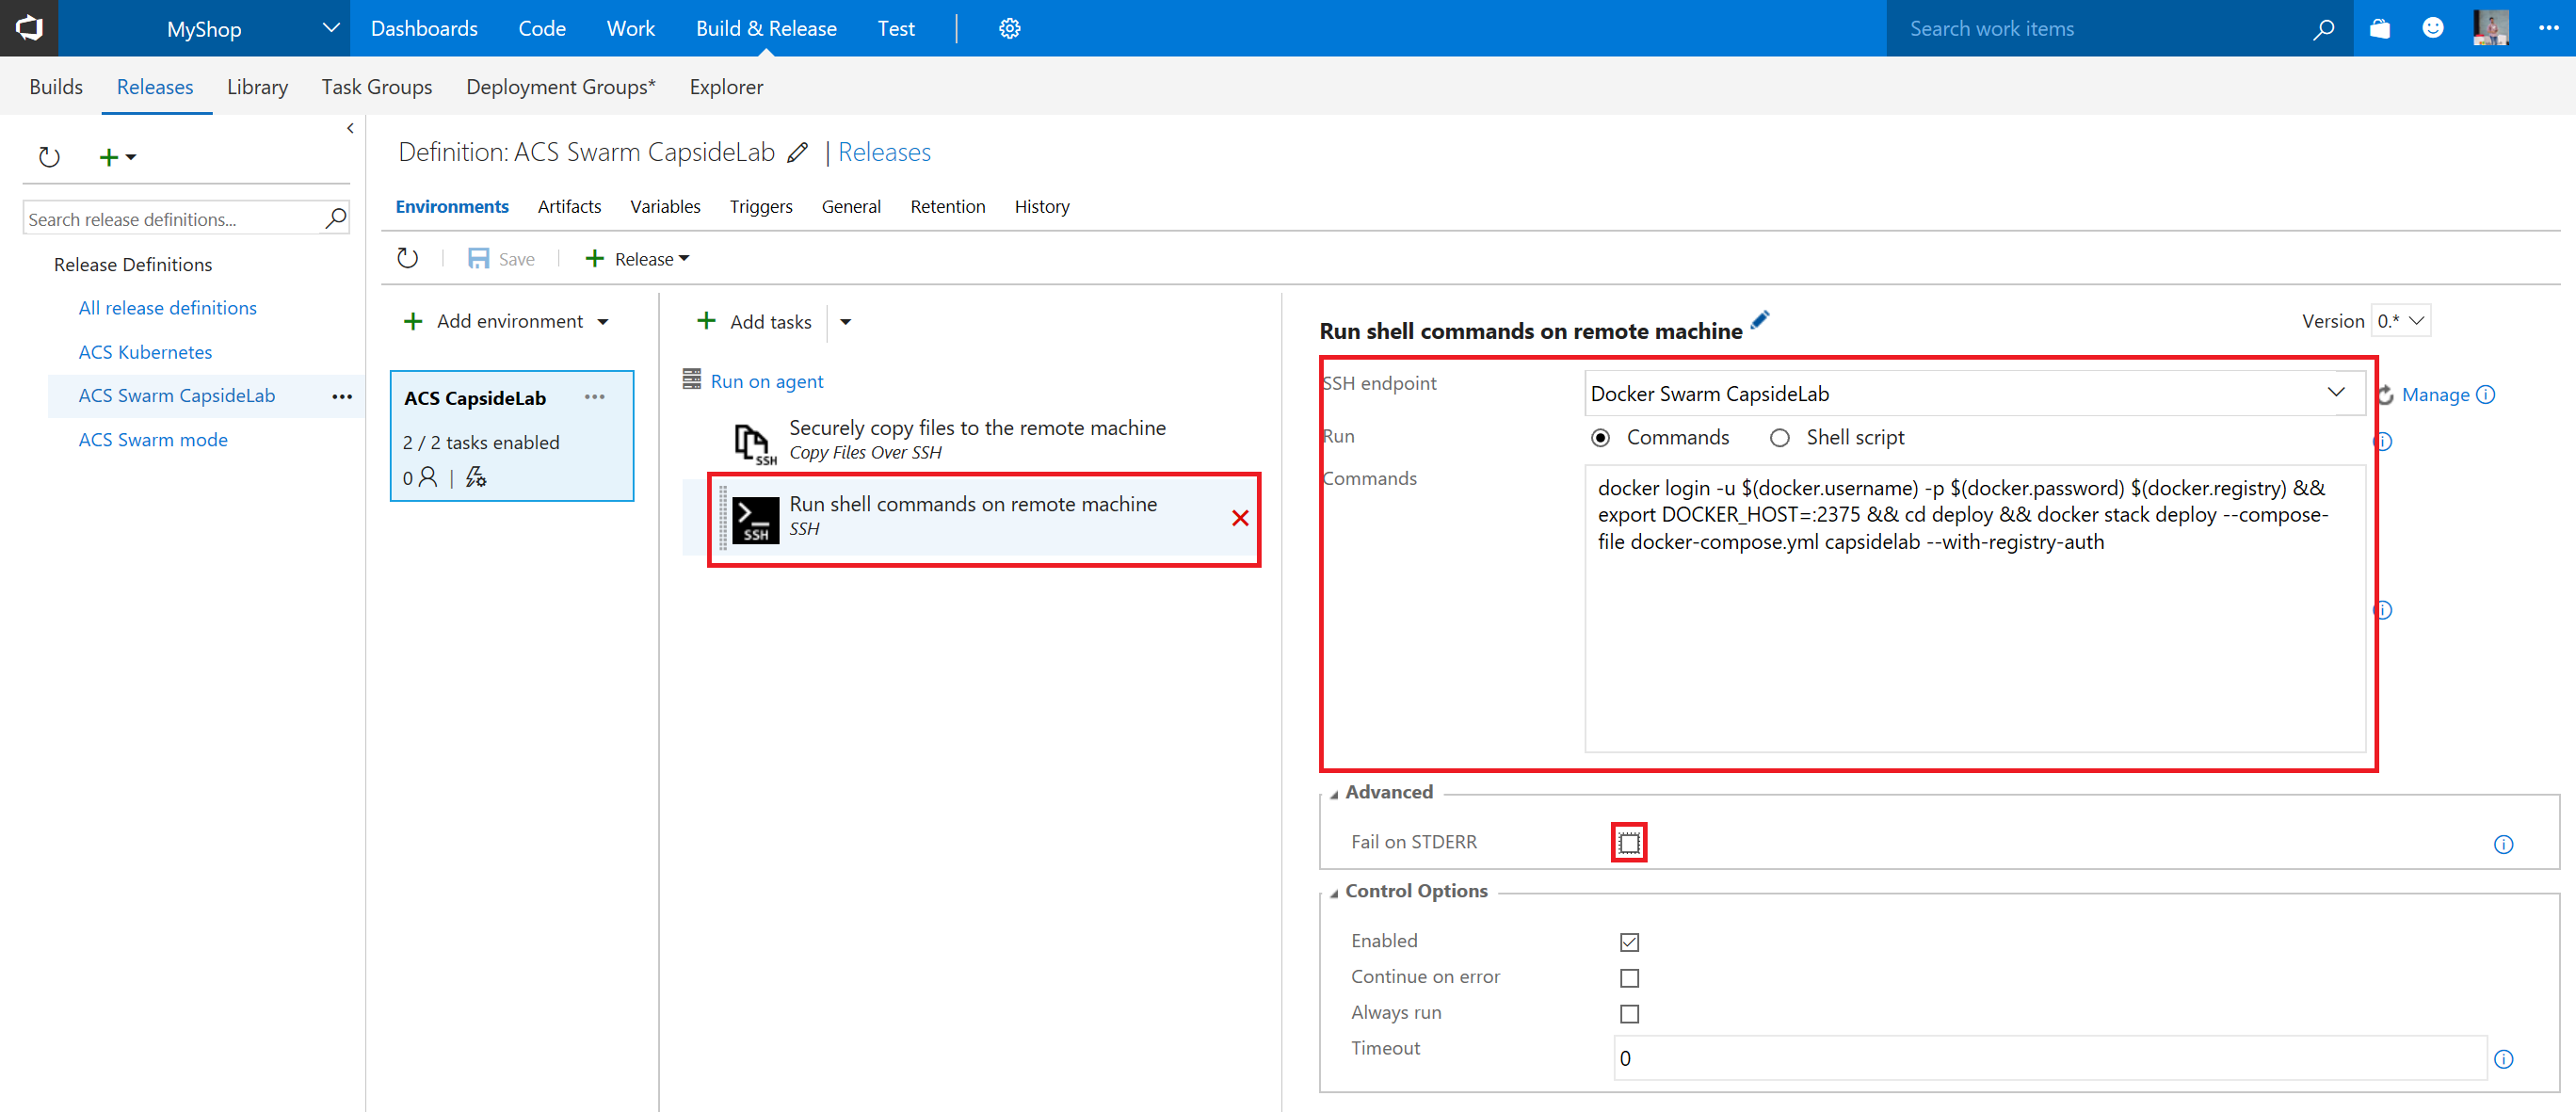 MyShop
Dashboards
Code
Work
Build & Release
Test
Search work items
Builds
Releases
Library
Task Groups
Deployment Groups*
Explorer
Search release definitions...
Release Definitions
All release definitions
ACS Kubernetes
ACS Swarm CapsideLab
ACS Swarm mode
Definition: ACS Swarm CapsideLab | Releases
Environments
Artifacts
Variables
Triggers
General
Retention
History
Save
Release
Add environment
ACS CapsideLab
2 / 2 tasks enabled
0
Add tasks
Run on agent
SSH
Securely copy files to the remote machine
Copy Files Over SSH
SSH
Run shell commands on remote machine
SSH
Run shell commands on remote machine
Version 0.*
SSH endpoint
Docker Swarm CapsideLab
Manage
Run
Commands
Shell script
Commands
docker login -u $(docker.username) -p $(docker.password) $(docker.registry) &&
export DOCKER_HOST=:2375 && cd deploy && docker stack deploy --compose-
file docker-compose.yml capsidelab --with-registry-auth
Advanced
Fail on STDERR
Control Options
Enabled
Continue on error
Always run
Timeout
0